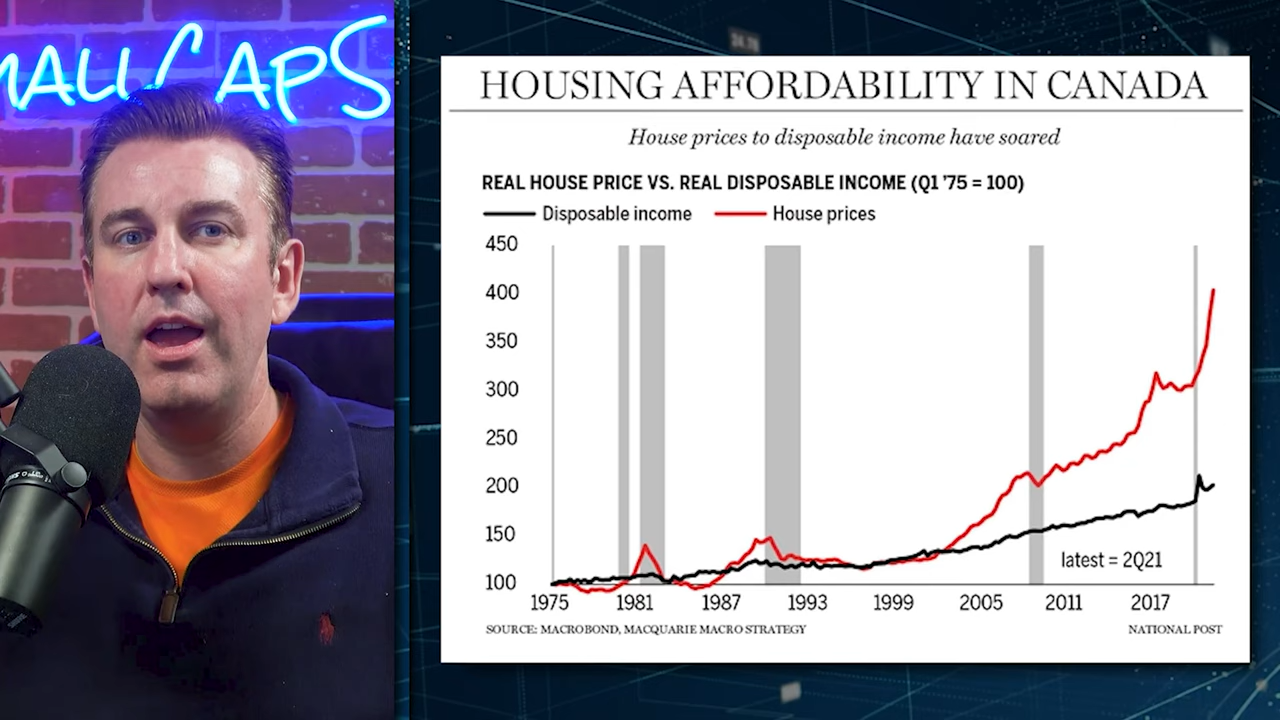 MALL CAPS
HOUSING AFFORDABILITY IN CANADA
House prices to disposable income have soared
REAL HOUSE PRICE VS. REAL DISPOSABLE INCOME (Q1 '75 = 100)
Disposable income House prices
450
400
350
300
250
200
150
100
latest = 2Q21
1975 1981 1987 1993 1999 2005 2011 2017
SOURCE: MACROBOND, MACQUARIE MACRO STRATEGY NATIONAL POST